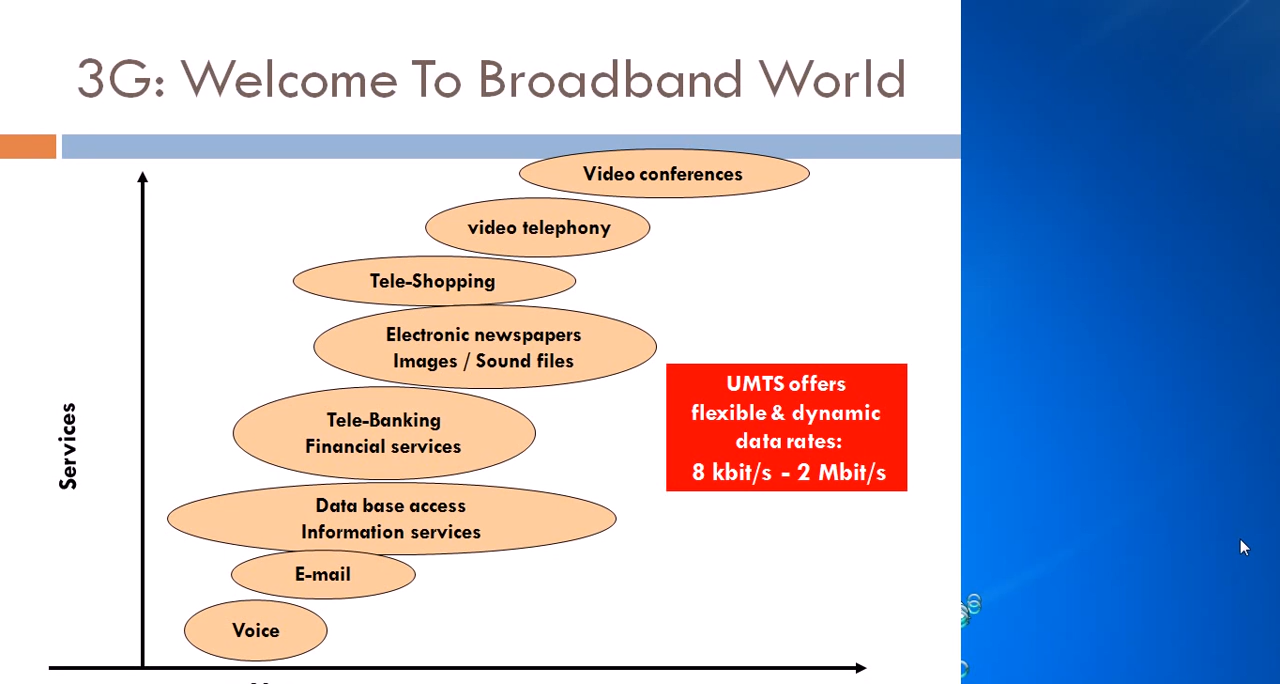 3G: Welcome To Broadband World
Video conferences
video telephony
Tele-Shopping
Electronic newspapers
Images / Sound files
UMTS offers
flexible & dynamic
data rates:
8 kbit/s - 2 Mbit/s
Tele-Banking
Financial services
Services
Data base access
Information services
E-mail
Voice